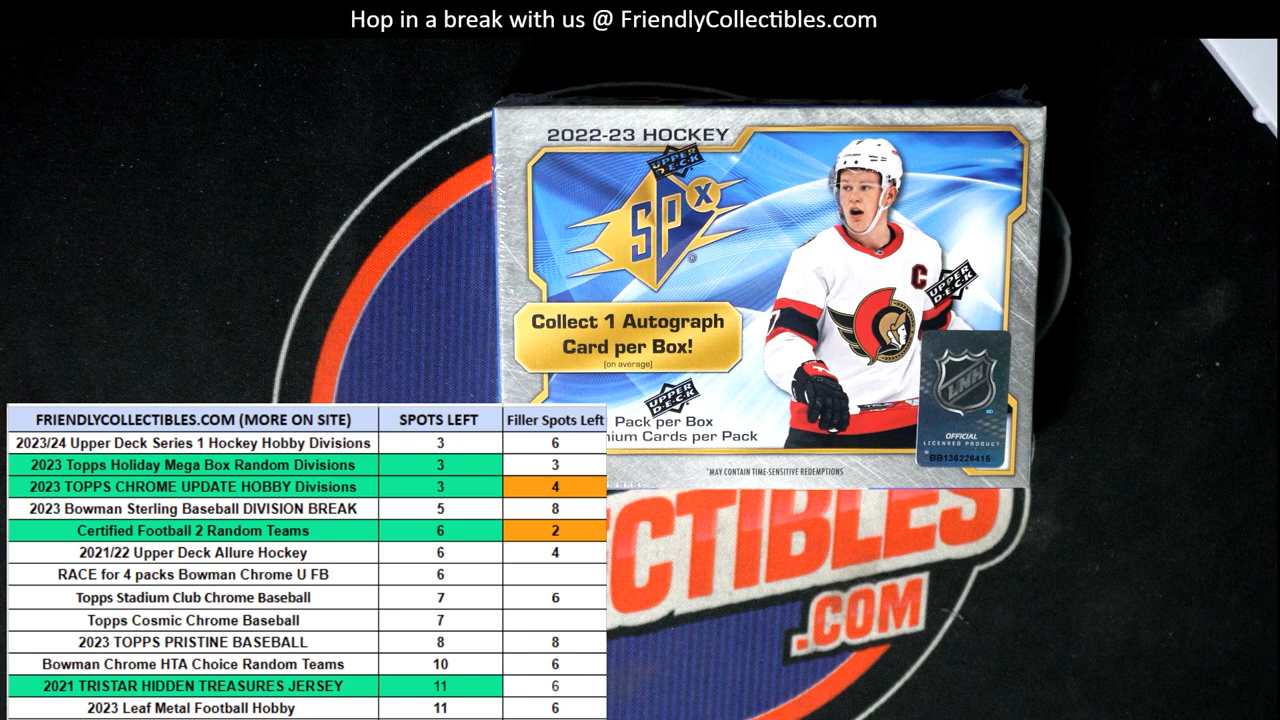 Hop in a break with us @ FriendlyCollectibles.com
2022-23 HOCKEY
UPPER DECK
SPx
®
C
UPPER DECK
Collect 1 Autograph
Card per Box!
(on average)
UPPER DECK
Pack per Box
Cards per Pack
*MAY CONTAIN TIME-SENSITIVE REDEMPTIONS
LNH
OFFICIAL
LICENSED PRODUCT
BB136226415
CTIBLES
.COM
FRIENDLYCOLLECTIBLES.COM (MORE ON SITE) SPOTS LEFT Filler Spots Left
2023/24 Upper Deck Series 1 Hockey Hobby Divisions 3 6
2023 Topps Holiday Mega Box Random Divisions 3 3
2023 TOPPS CHROME UPDATE HOBBY Divisions 3 4
2023 Bowman Sterling Baseball DIVISION BREAK 5 8
Certified Football 2 Random Teams 6 2
2021/22 Upper Deck Allure Hockey 6 4
RACE for 4 packs Bowman Chrome U FB 6
Topps Stadium Club Chrome Baseball 7 6
Topps Cosmic Chrome Baseball 7
2023 TOPPS PRISTINE BASEBALL 8 8
Bowman Chrome HTA Choice Random Teams 10 6
2021 TRISTAR HIDDEN TREASURES JERSEY 11 6
2023 Leaf Metal Football Hobby 11 6